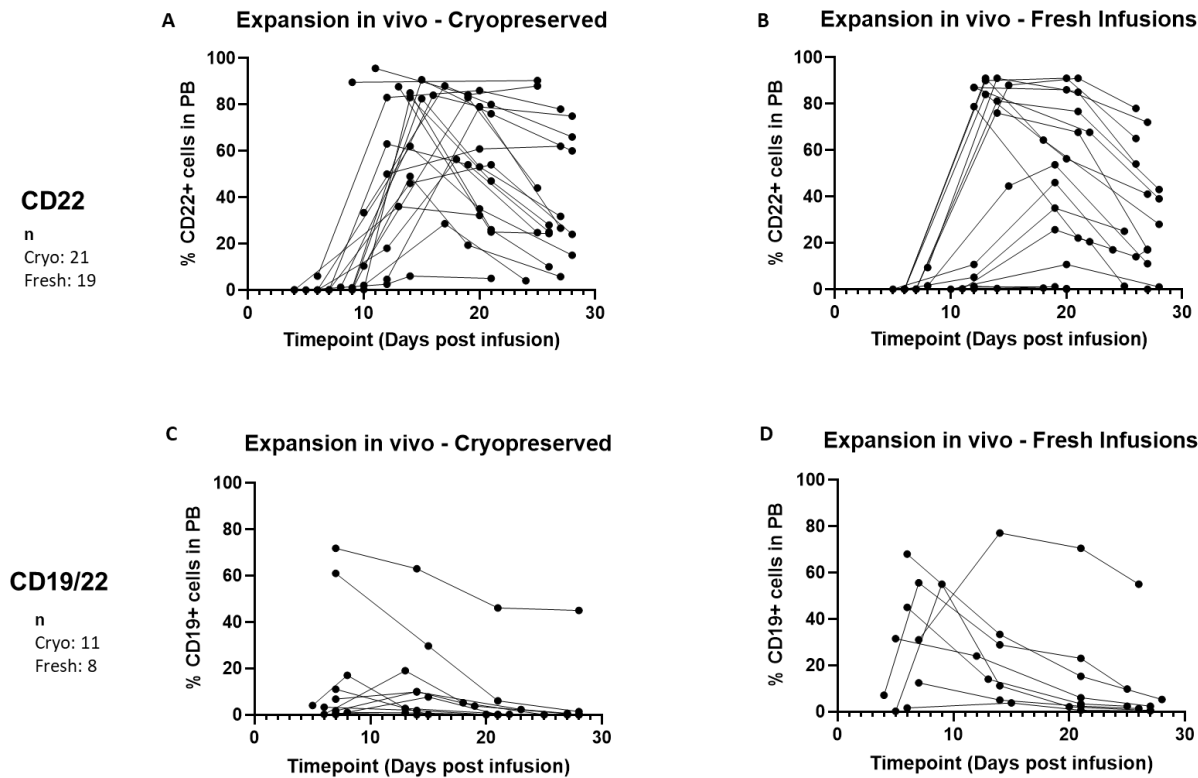 A
Expansion in vivo - Cryopreserved
% CD22+ cells in PB
100
80
60
40
20
0
0
10
20
30
Timepoint (Days post infusion)
B
Expansion in vivo - Fresh Infusions
% CD22+ cells in PB
100
80
60
40
20
0
0
10
20
30
Timepoint (Days post infusion)
CD22
n
Cryo: 21
Fresh: 19
C
Expansion in vivo - Cryopreserved
% CD19+ cells in PB
100
80
60
40
20
0
0
10
20
30
Timepoint (Days post infusion)
D
Expansion in vivo - Fresh Infusions
% CD19+ cells in PB
100
80
60
40
20
0
0
10
20
30
Timepoint (Days post infusion)
CD19/22
n
Cryo: 11
Fresh: 8